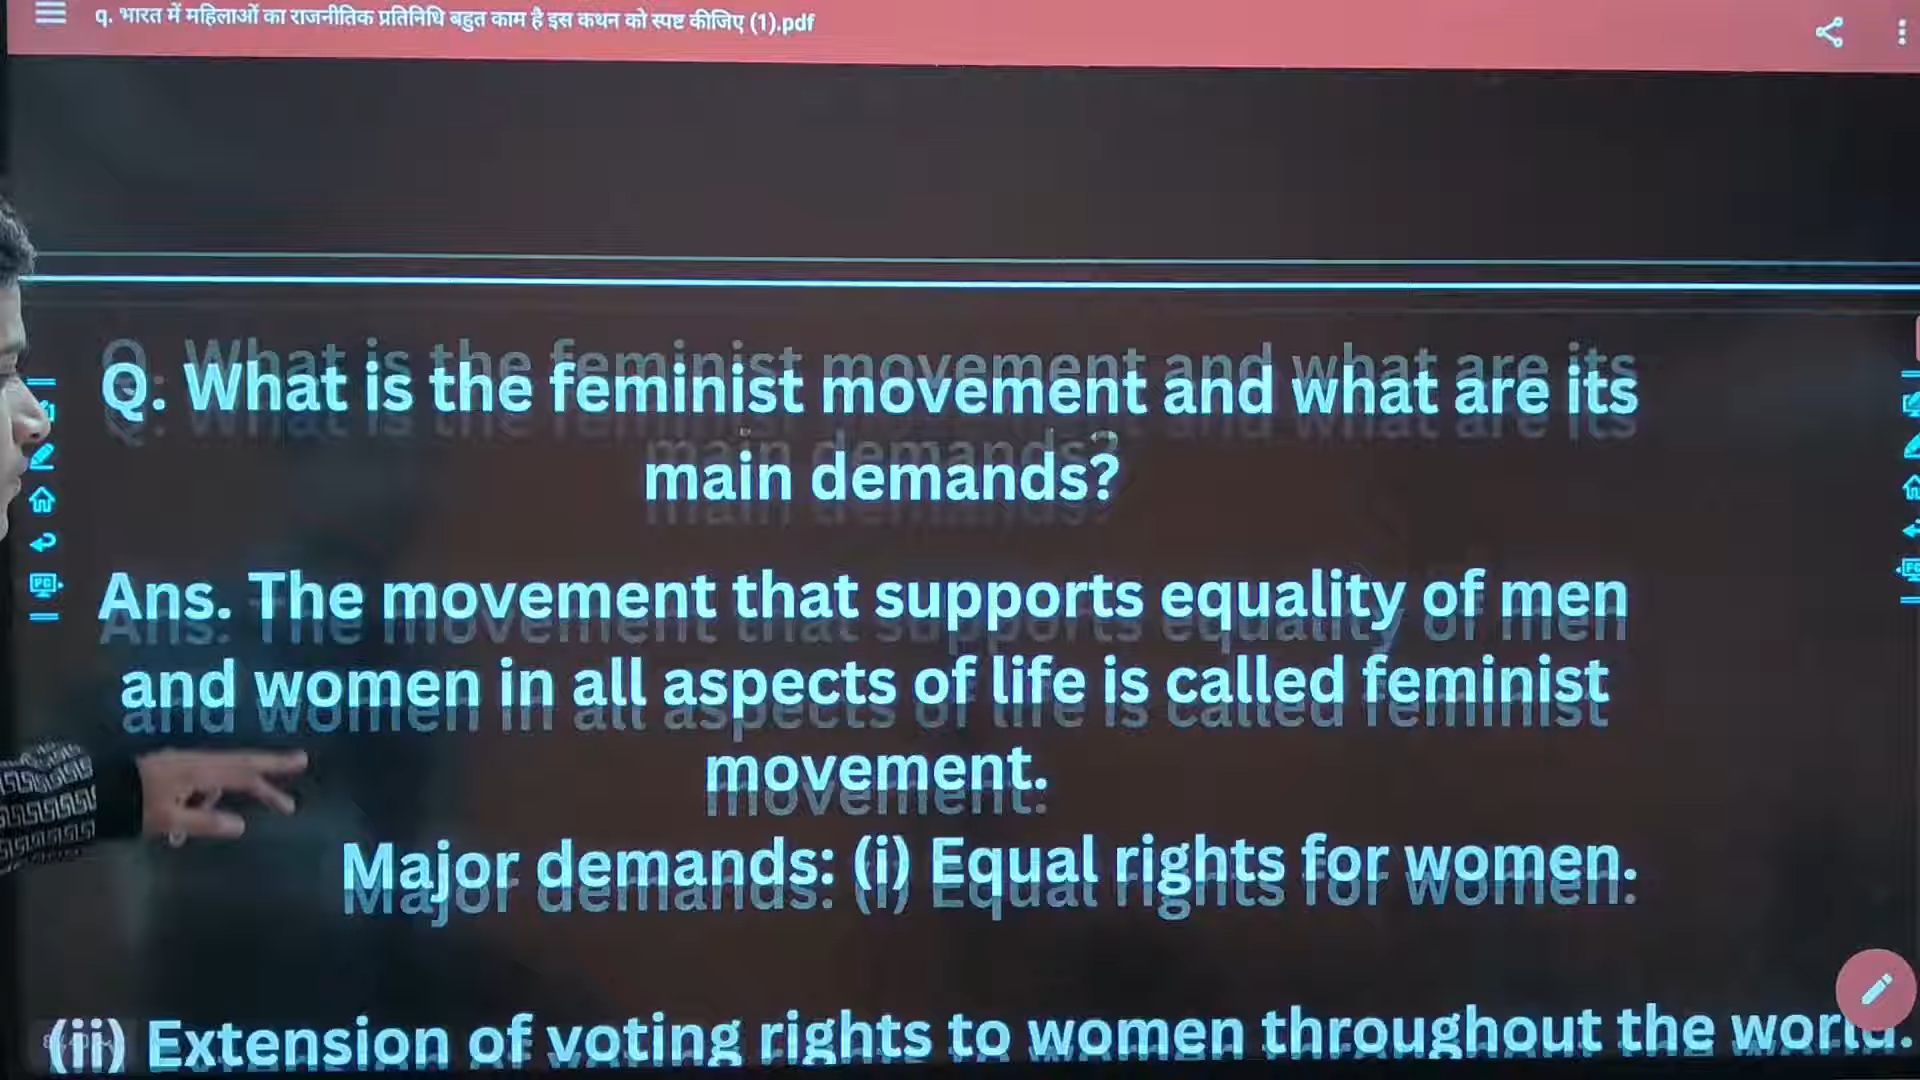 q. भारत में महिलाओं का राजनीतिक प्रतिनिधि बहुत काम है इस कथन को स्पष्ट कीजिए (1).pdf
Q. What is the feminist movement and what are its
main demands?
Ans. The movement that supports equality of men
and women in all aspects of life is called feminist
movement.
Major demands: (i) Equal rights for women.
(ii) Extension of voting rights to women throughout the world.